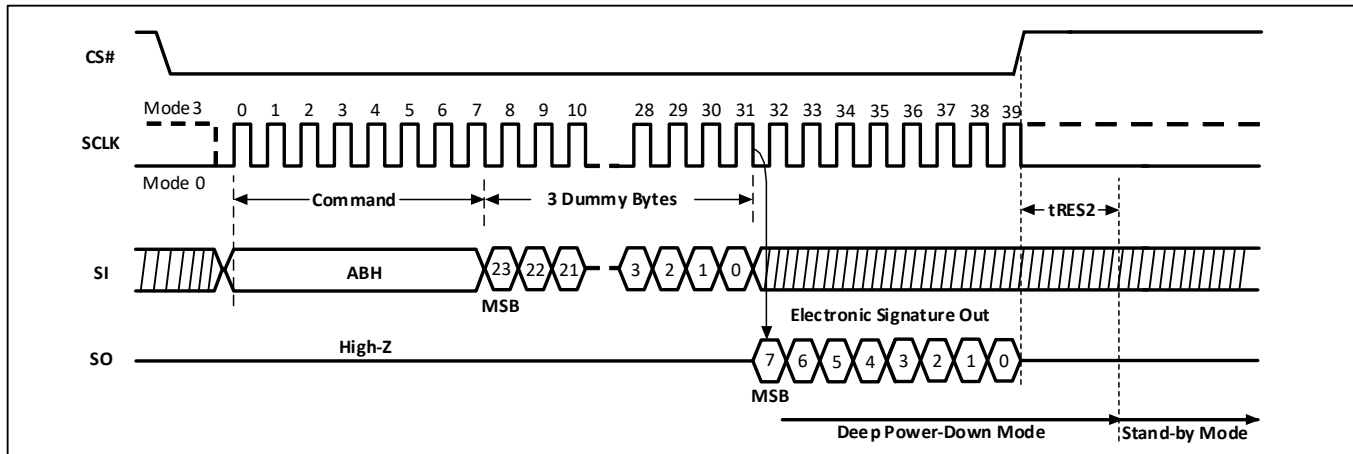 CS#
Mode 3 0 1 2 3 4 5 6 7 8 9 10 28 29 30 31 32 33 34 35 36 37 38 39
SCLK
Mode 0
Command 3 Dummy Bytes tRES2
SI ABH 23 22 21 3 2 1 0
MSB
Electronic Signature Out
High-Z
SO 7 6 5 4 3 2 1 0
MSB
Deep Power-Down Mode Stand-by Mode